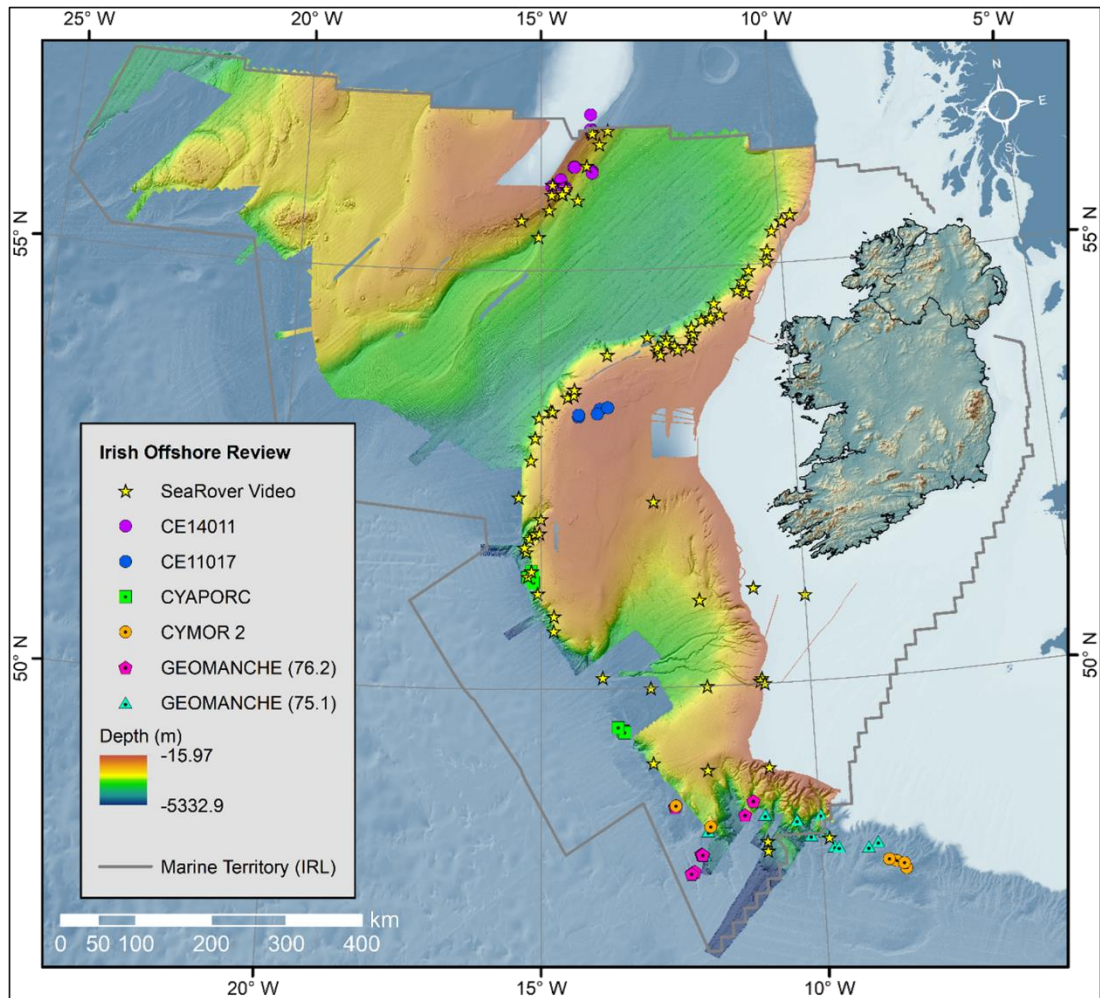 25° W 20° W 15° W 10° W 5° W
N
W E
S
55° N 55° N
Irish Offshore Review
SeaRover Video
CE14011
CE11017
CYAPORC
CYMOR 2
GEOMANCHE (76.2)
GEOMANCHE (75.1)
Depth (m)
-15.97
-5332.9
Marine Territory (IRL)
50° N 50° N
km
0 50 100 200 300 400
20° W 15° W 10° W